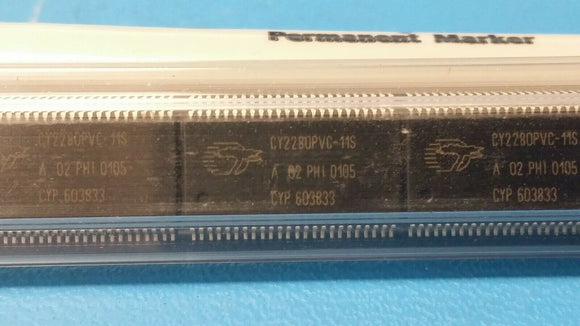 Permanent Marker
CY2280PVC-11S
A 02 PHI 0105
CYP 603833
CY2280PVC-11S
A 02 PHI 0105
CYP 603833
CY2280PVC-11S
A 02 PHI 0105
CYP 603833